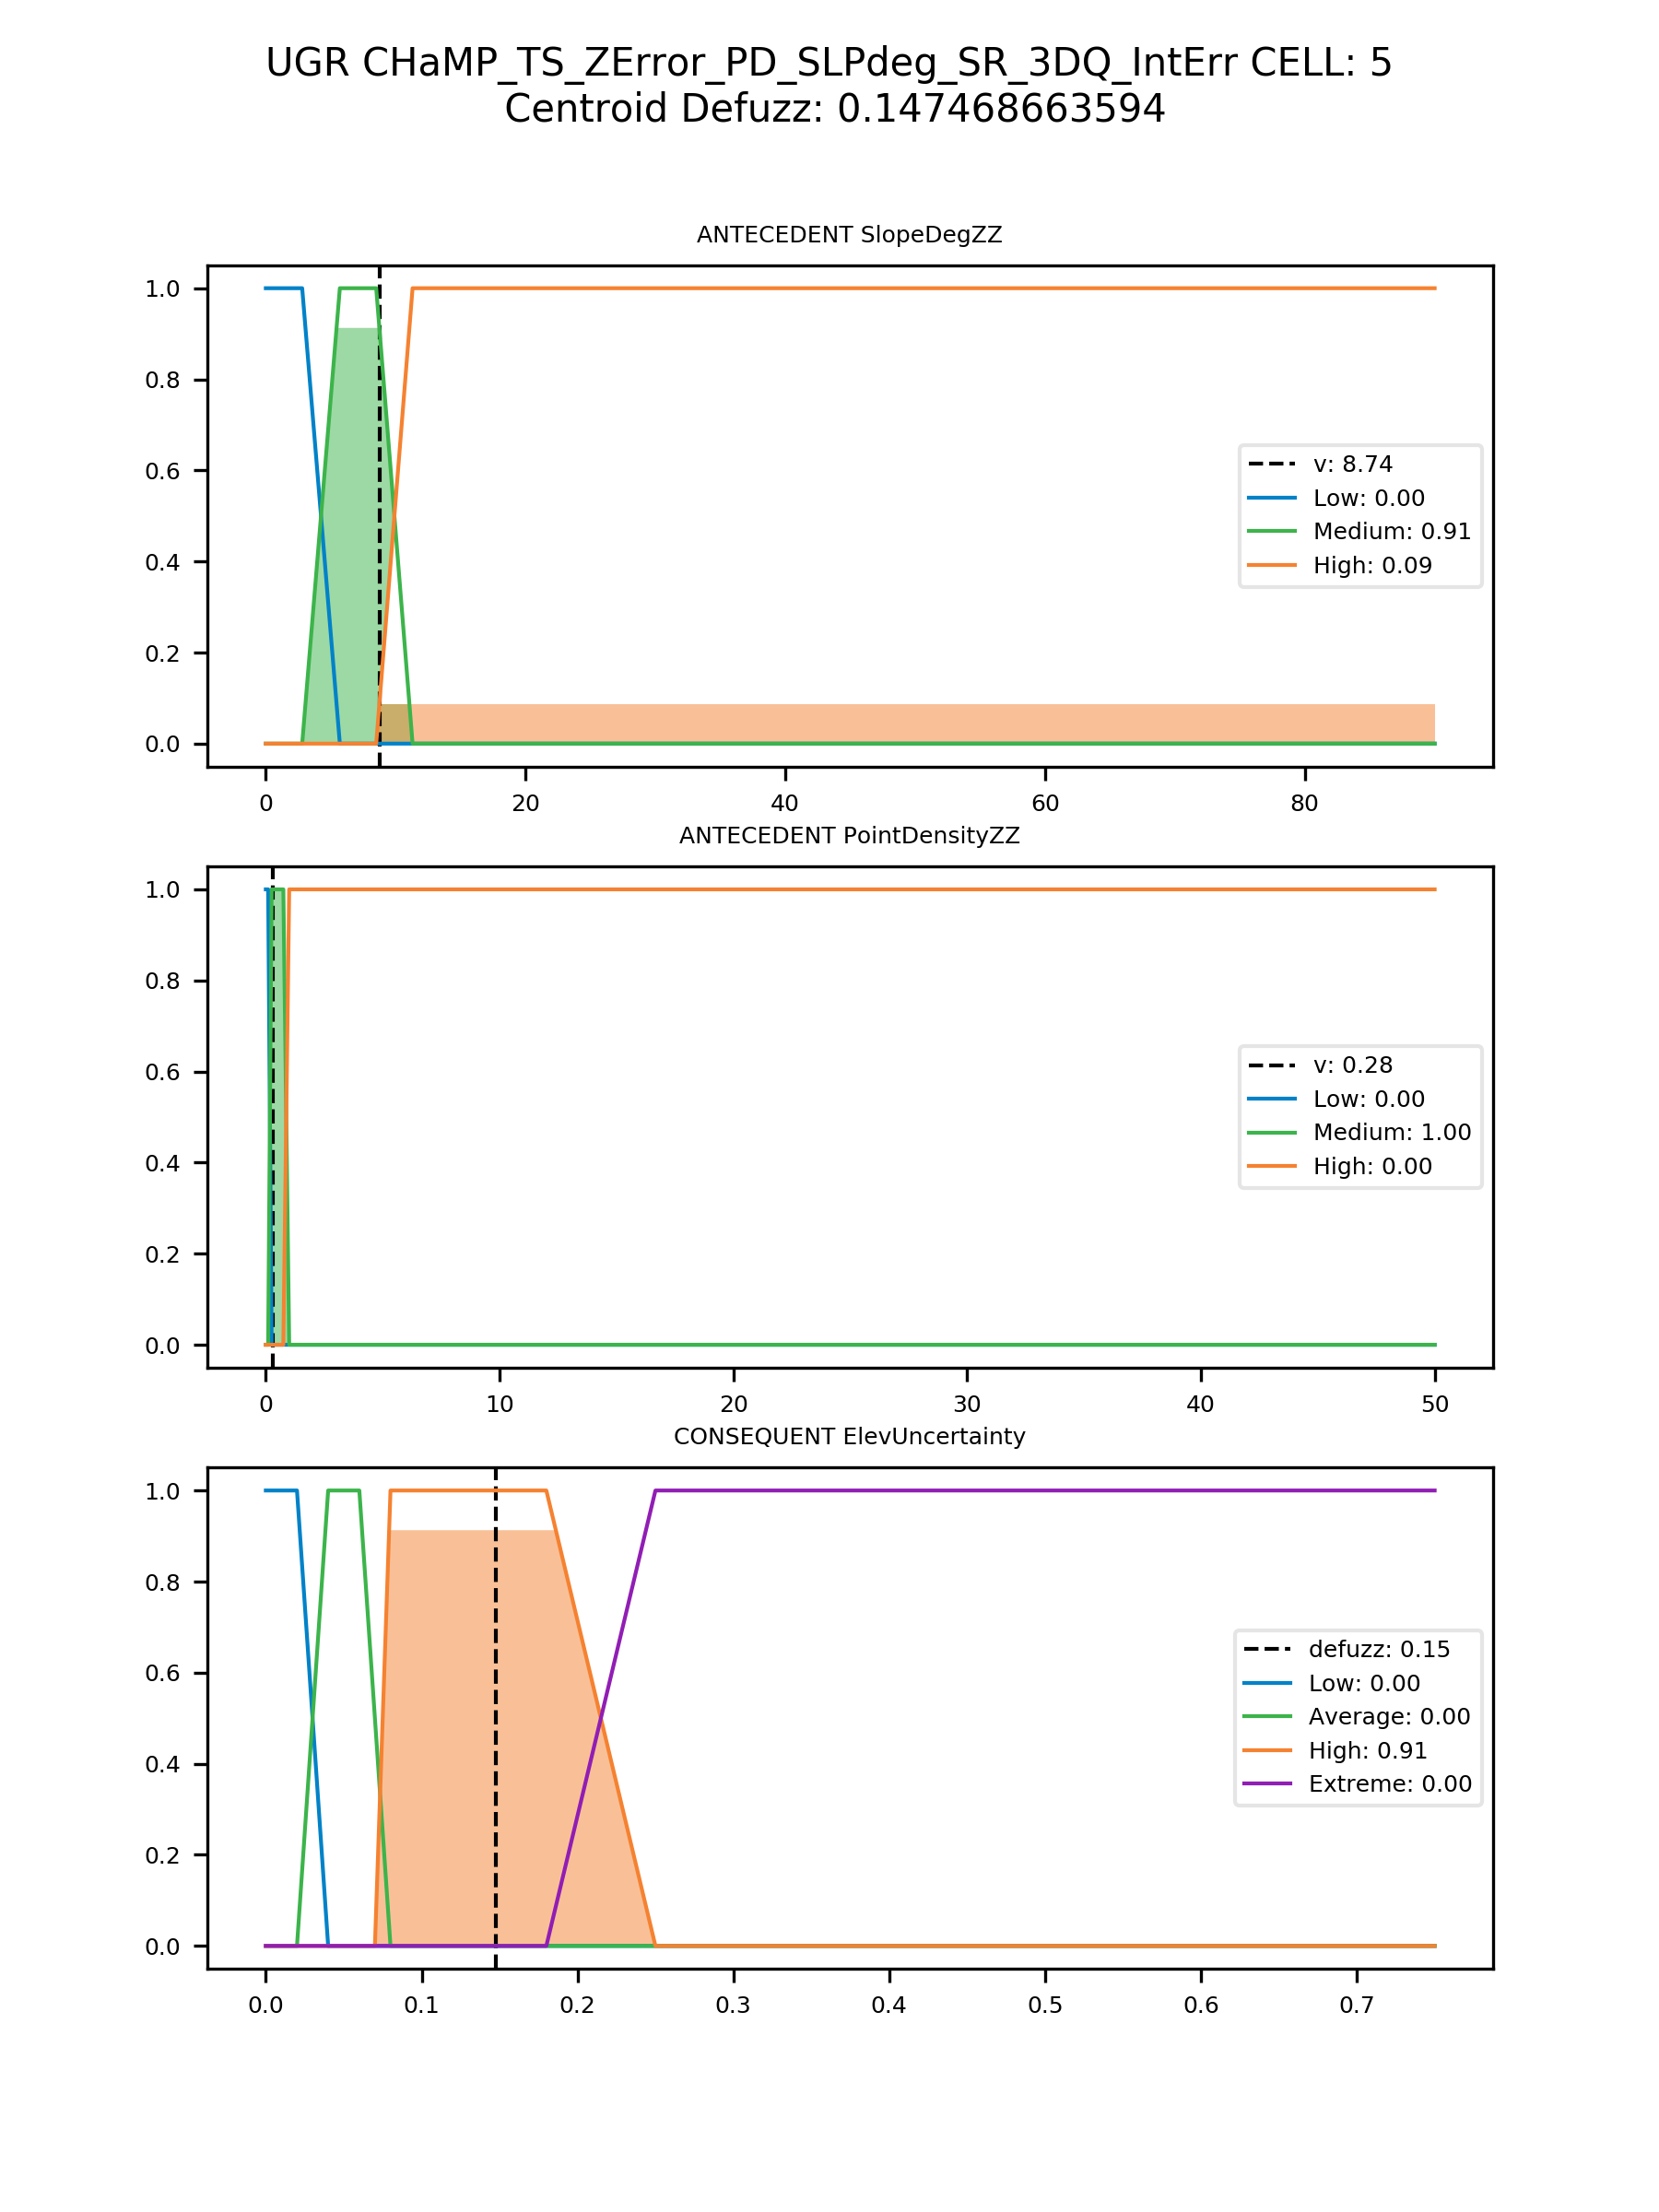 UGR CHaMP_TS_ZError_PD_SLPdeg_SR_3DQ_IntErr CELL: 5
Centroid Defuzz: 0.147468663594
ANTECEDENT SlopeDegZZ
1.0
0.8
0.6
0.4
0.2
0.0
v: 8.74
Low: 0.00
Medium: 0.91
High: 0.09
0 20 40 60 80
ANTECEDENT PointDensityZZ
1.0
0.8
0.6
0.4
0.2
0.0
v: 0.28
Low: 0.00
Medium: 1.00
High: 0.00
0 10 20 30 40 50
CONSEQUENT ElevUncertainty
1.0
0.8
0.6
0.4
0.2
0.0
defuzz: 0.15
Low: 0.00
Average: 0.00
High: 0.91
Extreme: 0.00
0.0 0.1 0.2 0.3 0.4 0.5 0.6 0.7